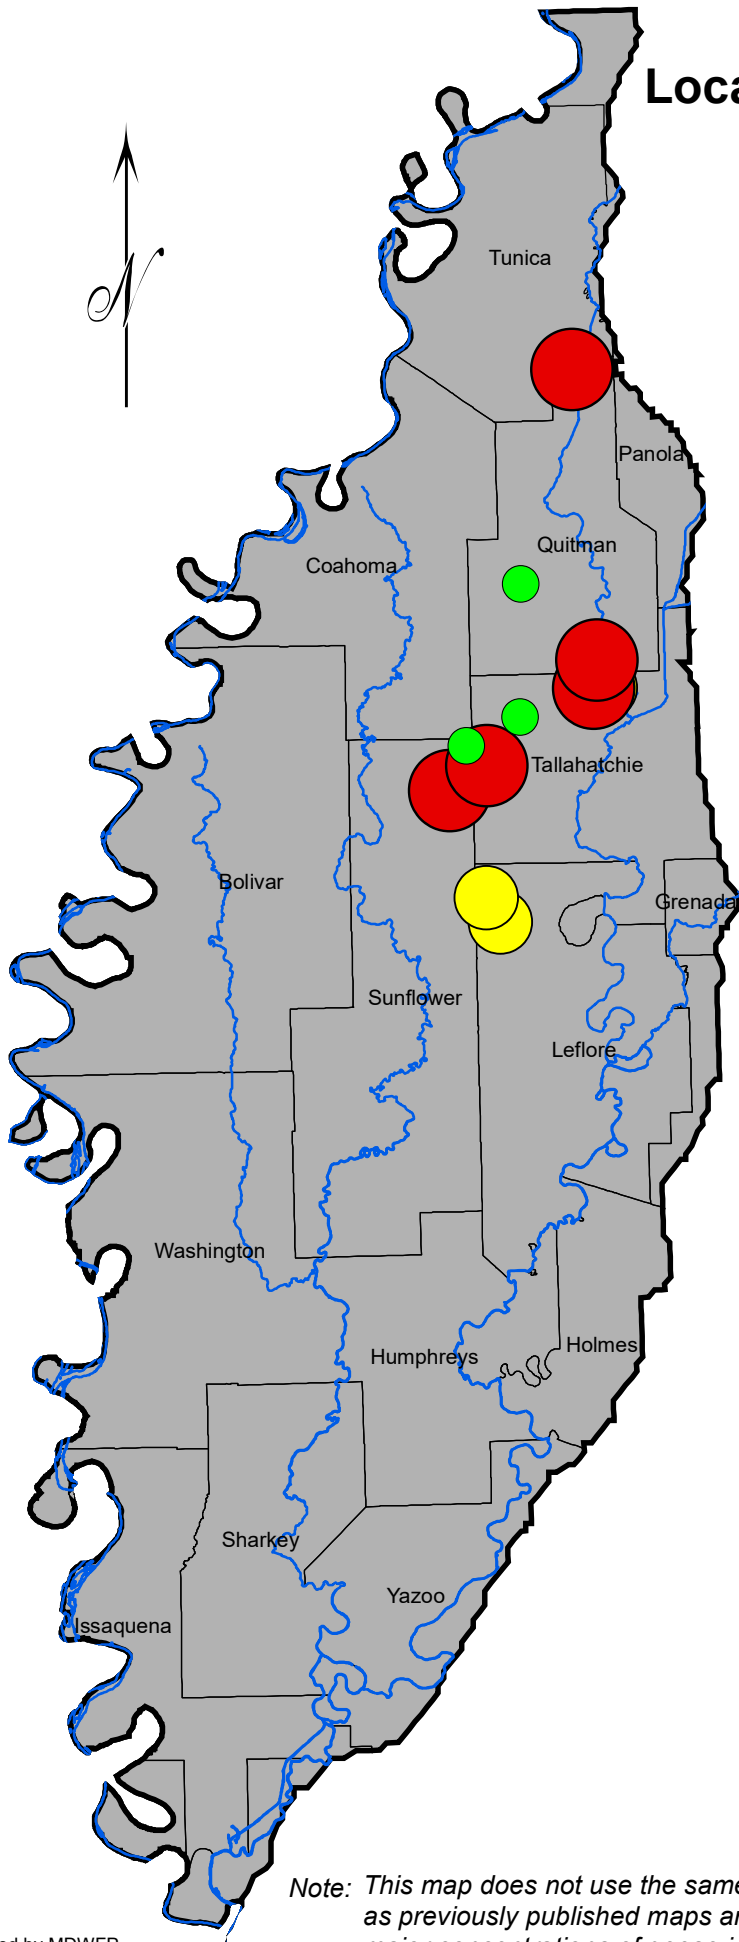 Loca
N
Tunica
Panola
Quitman
Coahoma
Tallahatchie
Bolivar
Grenada
Sunflower
Leflore
Washington
Holmes
Humphreys
Sharkey
Yazoo
Issaquena
Note: This map does not use the same
as previously published maps a